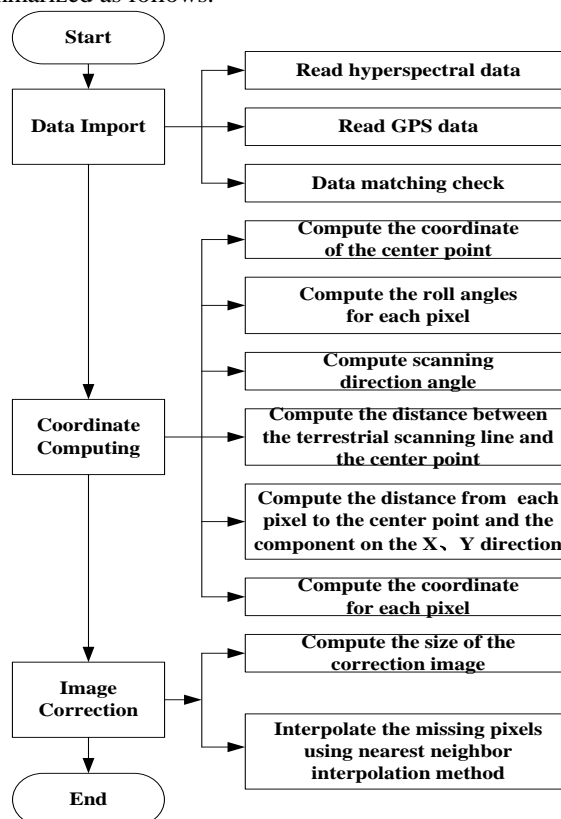 summarized as follows:
Start
Data Import
Read hyperspectral data
Read GPS data
Data matching check
Coordinate
Computing
Compute the coordinate
of the center point
Compute the roll angles
for each pixel
Compute scanning
direction angle
Compute the distance between
the terrestrial scanning line and
the center point
Compute the distance from each
pixel to the center point and the
component on the X、Y direction
Compute the coordinate
for each pixel
Image
Correction
Compute the size of the
correction image
Interpolate the missing pixels
using nearest neighbor
interpolation method
End